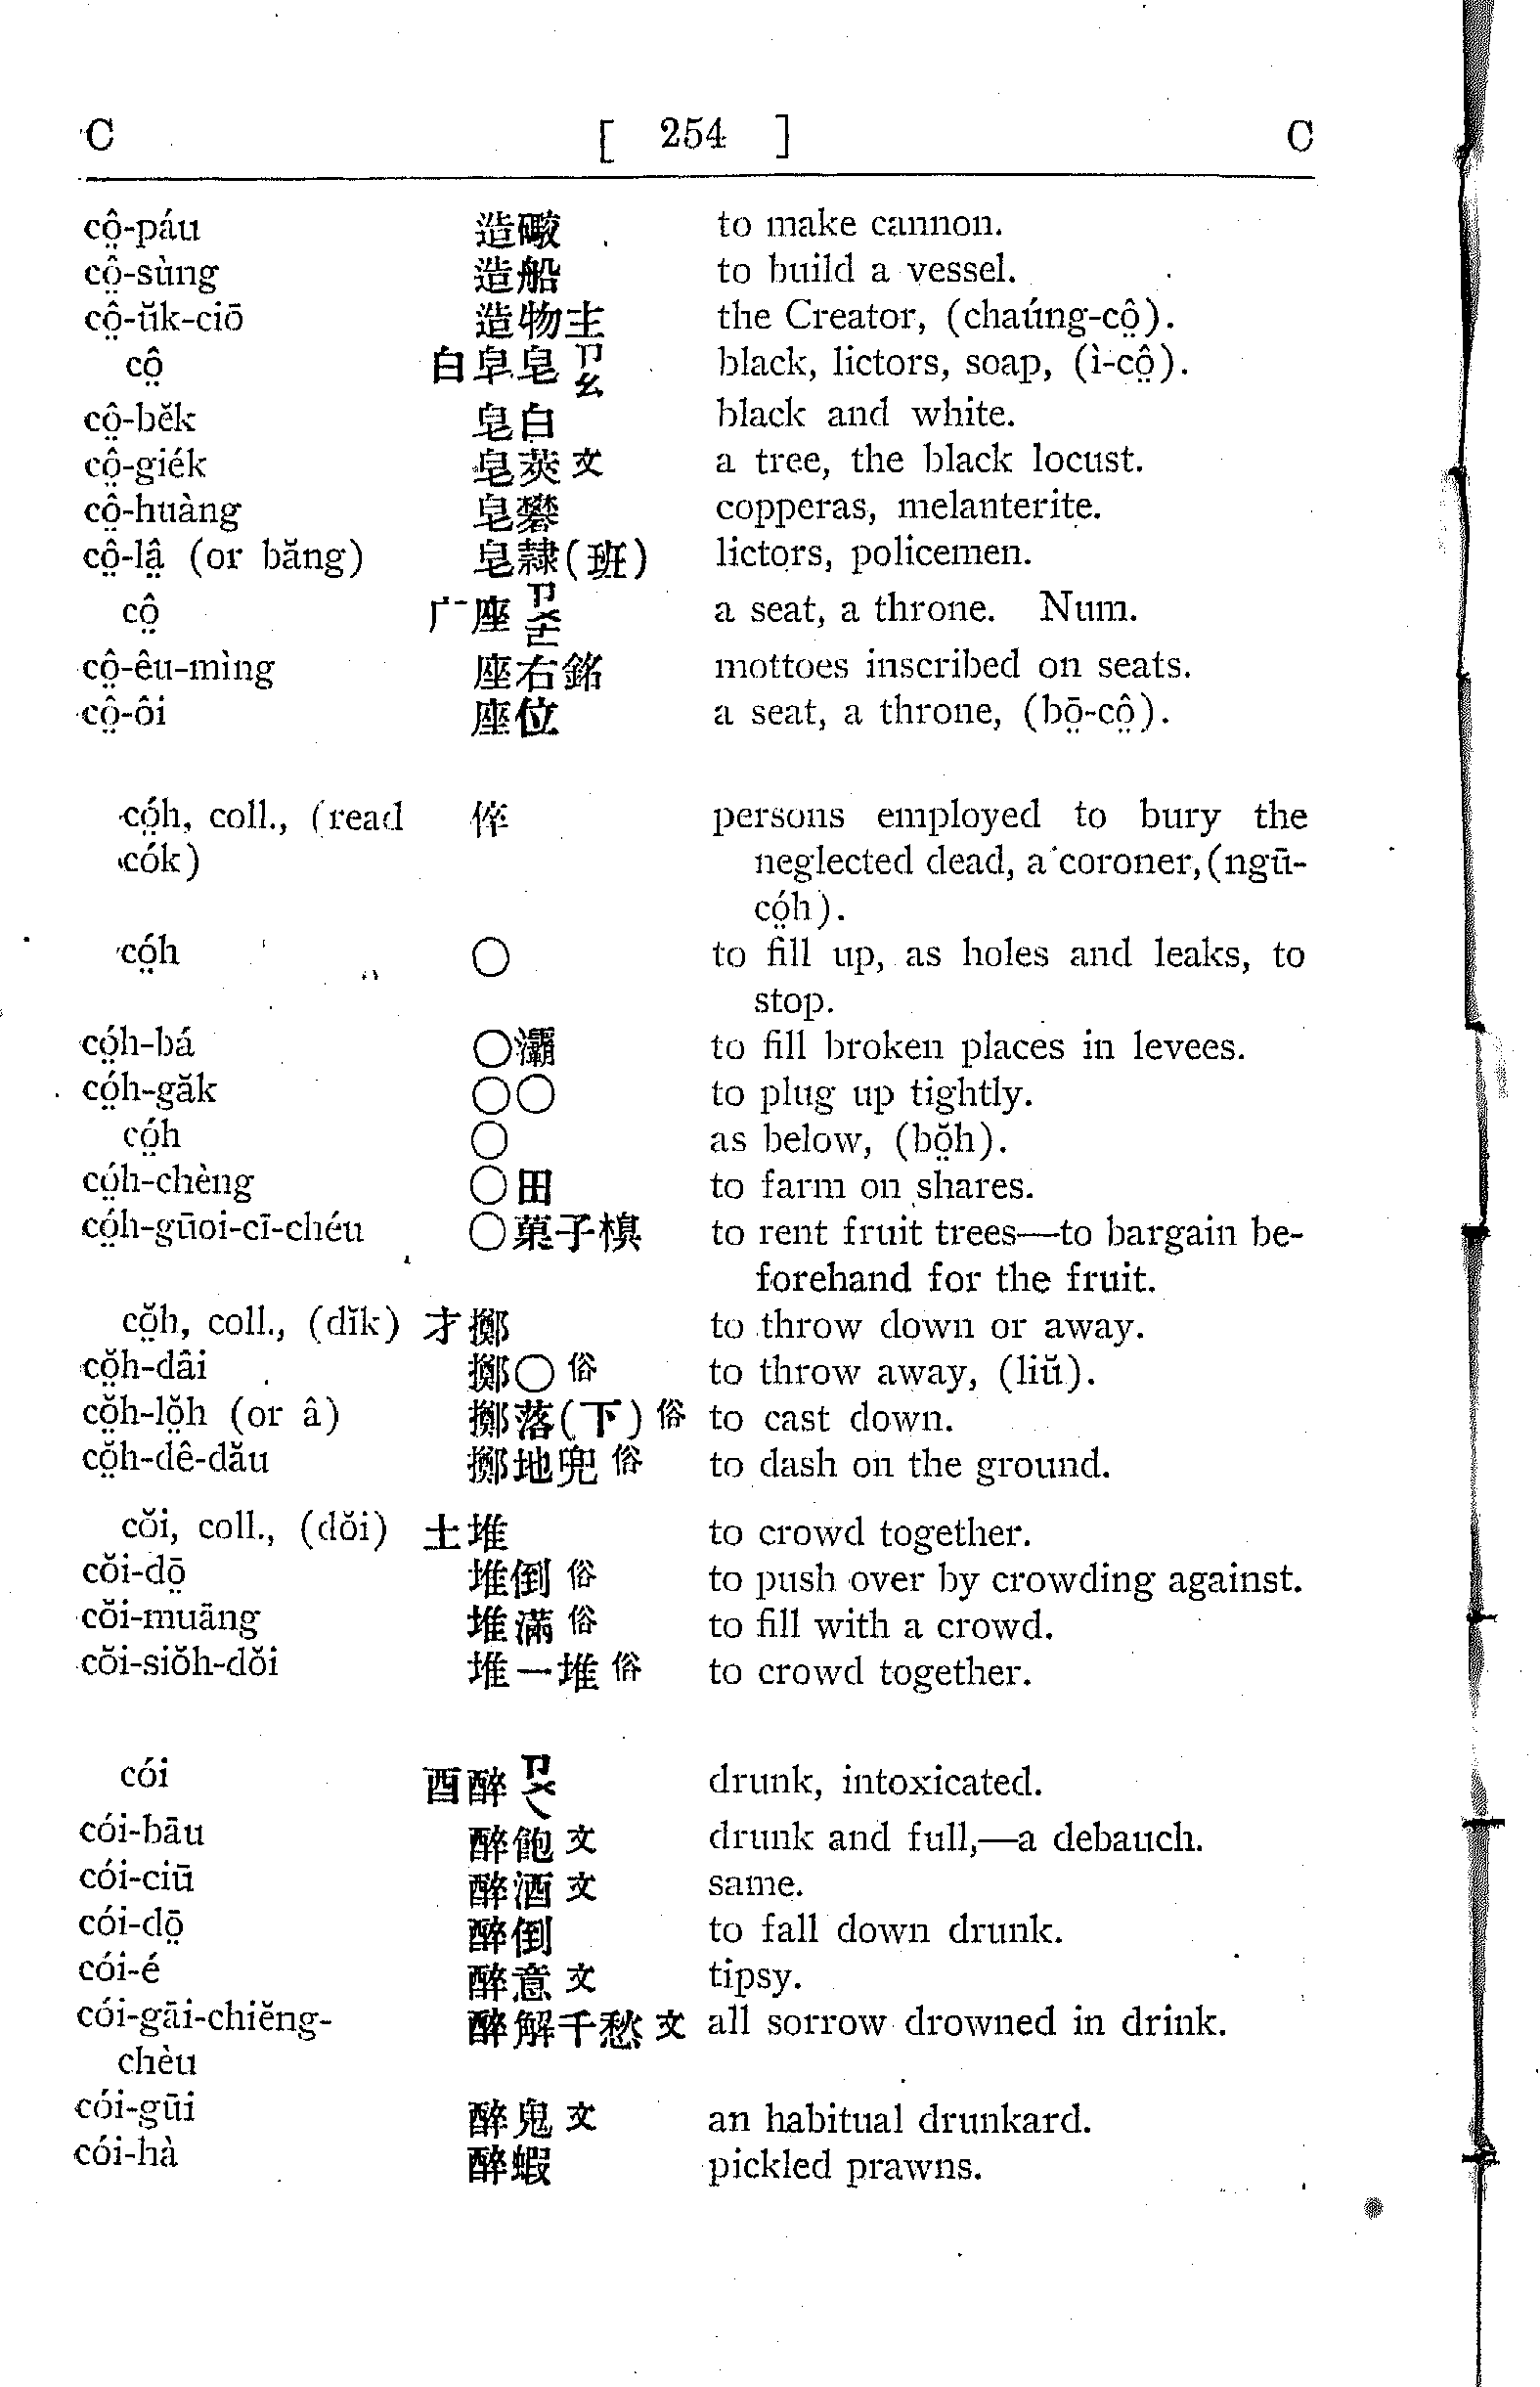 C [ 254 ] C
cô̤-páu 造礮 to make cannon.
cô̤-sùng 造船 to build a vessel.
cô̤-ŭk-ciō 造物主 the Creator, (chaúng-cô̤).
cô̤ 白皁皂 ㄗㄠ black, lictors, soap, (ì-cô̤).
cô̤-bĕk 皂白 black and white.
cô̤-giék 皂莢文 a tree, the black locust.
cô̤-huàng 皂礬 copperas, melanterite.
cô̤-lâ̤ (or băng) 皂隸(班) lictors, policemen.
cô̤ 广座 ㄗㄨㄛ a seat, a throne. Num.
cô̤-êu-mìng 座右銘 mottoes inscribed on seats.
cô̤-ôi 座位 a seat, a throne, (bō̤-cô̤).
có̤h, coll., (read 倅 persons employed to bury the
cók) neglected dead, a coroner, (ngū-
có̤h).
có̤h ○ to fill up, as holes and leaks, to
stop.
có̤h-bá ○灞 to fill broken places in levees.
có̤h-găk ○○ to plug up tightly.
có̤h ○ as below, (bŏ̤h).
có̤h-chèng ○田 to farm on shares.
có̤h-gūoi-cī-chéu ○菓子樹 to rent fruit trees—to bargain be-
forehand for the fruit.
cŏ̤h, coll., (dĭk) 才擲 to throw down or away.
cŏ̤h-dâi 擲○俗 to throw away, (liŭ).
cŏ̤h-lŏ̤h (or â) 擲落(下)俗 to cast down.
cŏ̤h-dê-dău 擲地兜俗 to dash on the ground.
cŏi, coll., (dŏi) 土堆 to crowd together.
cŏi-dō̤ 堆倒俗 to push over by crowding against.
cŏi-muāng 堆滿俗 to fill with a crowd.
cŏi-siŏh-dŏi 堆一堆俗 to crowd together.
cói 酉醉 ㄗㄨㄟ drunk, intoxicated.
cói-bāu 醉飽文 drunk and full,—a debauch.
cói-ciū 醉酒文 same.
cói-dō̤ 醉倒 to fall down drunk.
cói-é 醉意文 tipsy.
cói-gāi-chiĕng- 醉解千愁文 all sorrow drowned in drink.
chèu
cói-gūi 醉鬼文 an habitual drunkard.
cói-hà 醉蝦 pickled prawns.